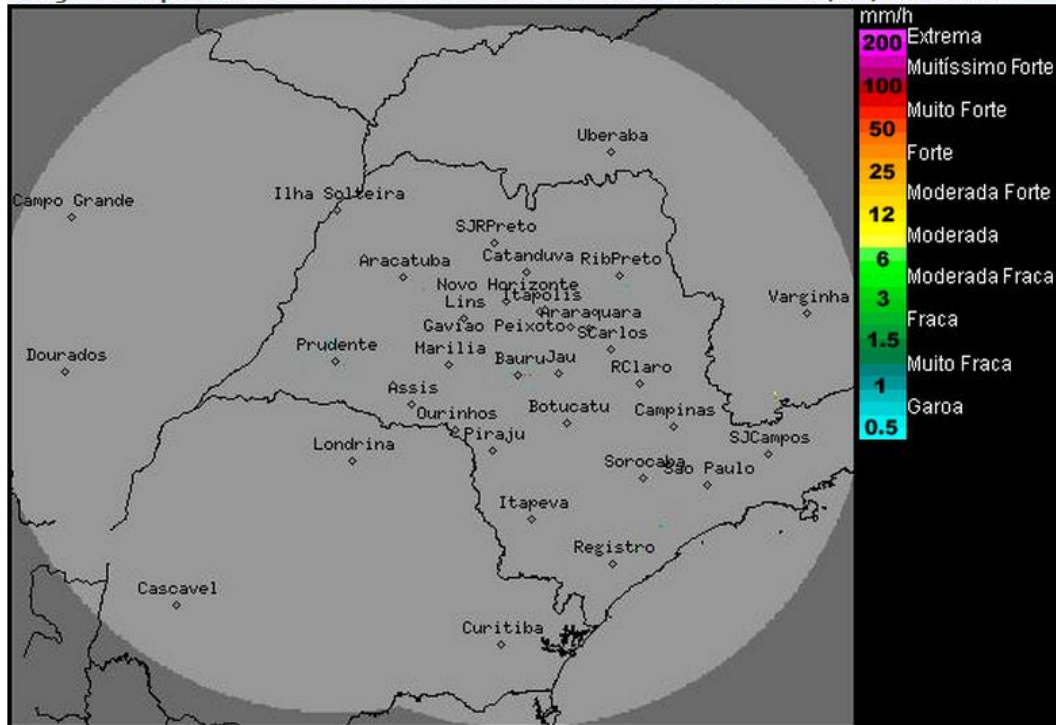 mm/h
200 Extrema
Muitíssimo Forte
100
Muito Forte
50
Forte
25
Moderada Forte
12
Moderada
6
Moderada Fraca
3
Fraca
1.5
Muito Fraca
1
Garoa
0.5
Uberaba
Campo Grande
Ilha Solteira
SJRPreto
Aracatuba
Catanduva
RibPreto
Novo Horizonte
Lins
Itapolis
Varginha
Gaviao Peixoto
Araraquara
SCarlos
Dourados
Prudente
Marilia
Bauru
Jau
RClaro
Assis
Ourinhos
Botucatu
Campinas
Piraju
Londrina
SJCampos
Sorocaba
Sao Paulo
Itapeva
Registro
Cascavel
Curitiba